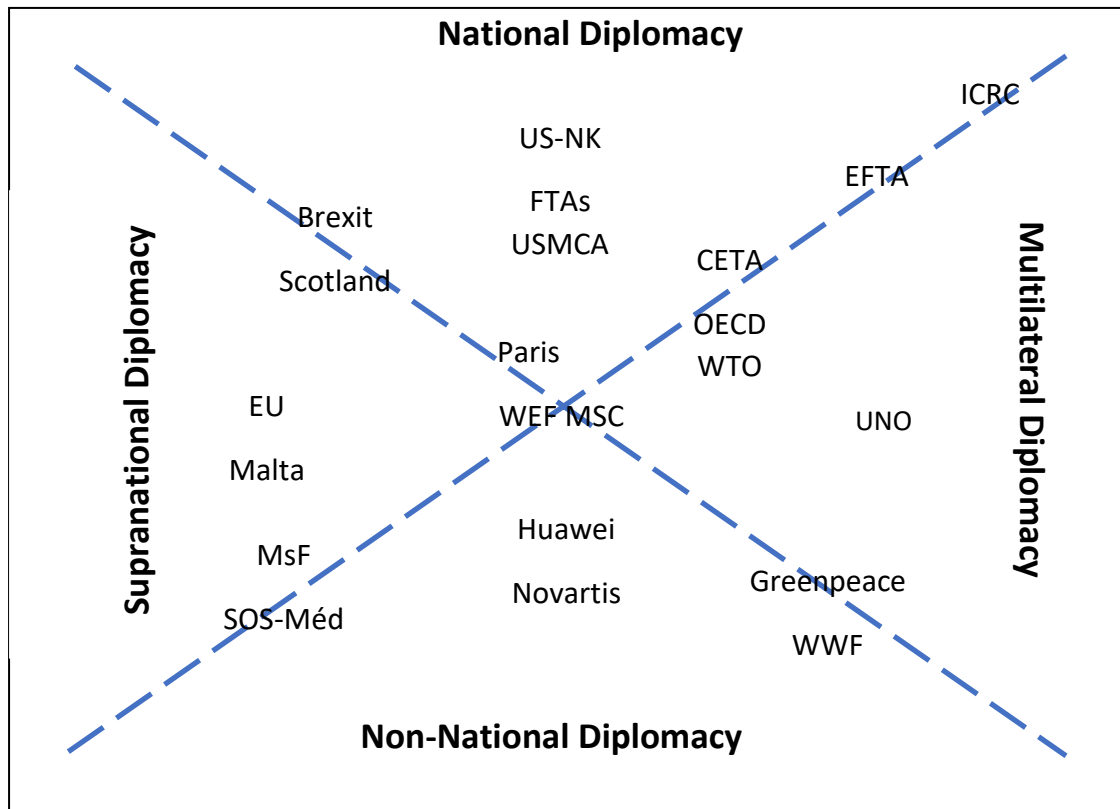 National Diplomacy
ICRC
US-NK
EFTA
FTAs
Brexit
USMCA
CETA
Scotland
OECD
Paris
WTO
Supranational Diplomacy
Multilateral Diplomacy
EU
WEF MSC
UNO
Malta
Huawei
MsF
Greenpeace
Novartis
SOS-Méd
WWF
Non-National Diplomacy